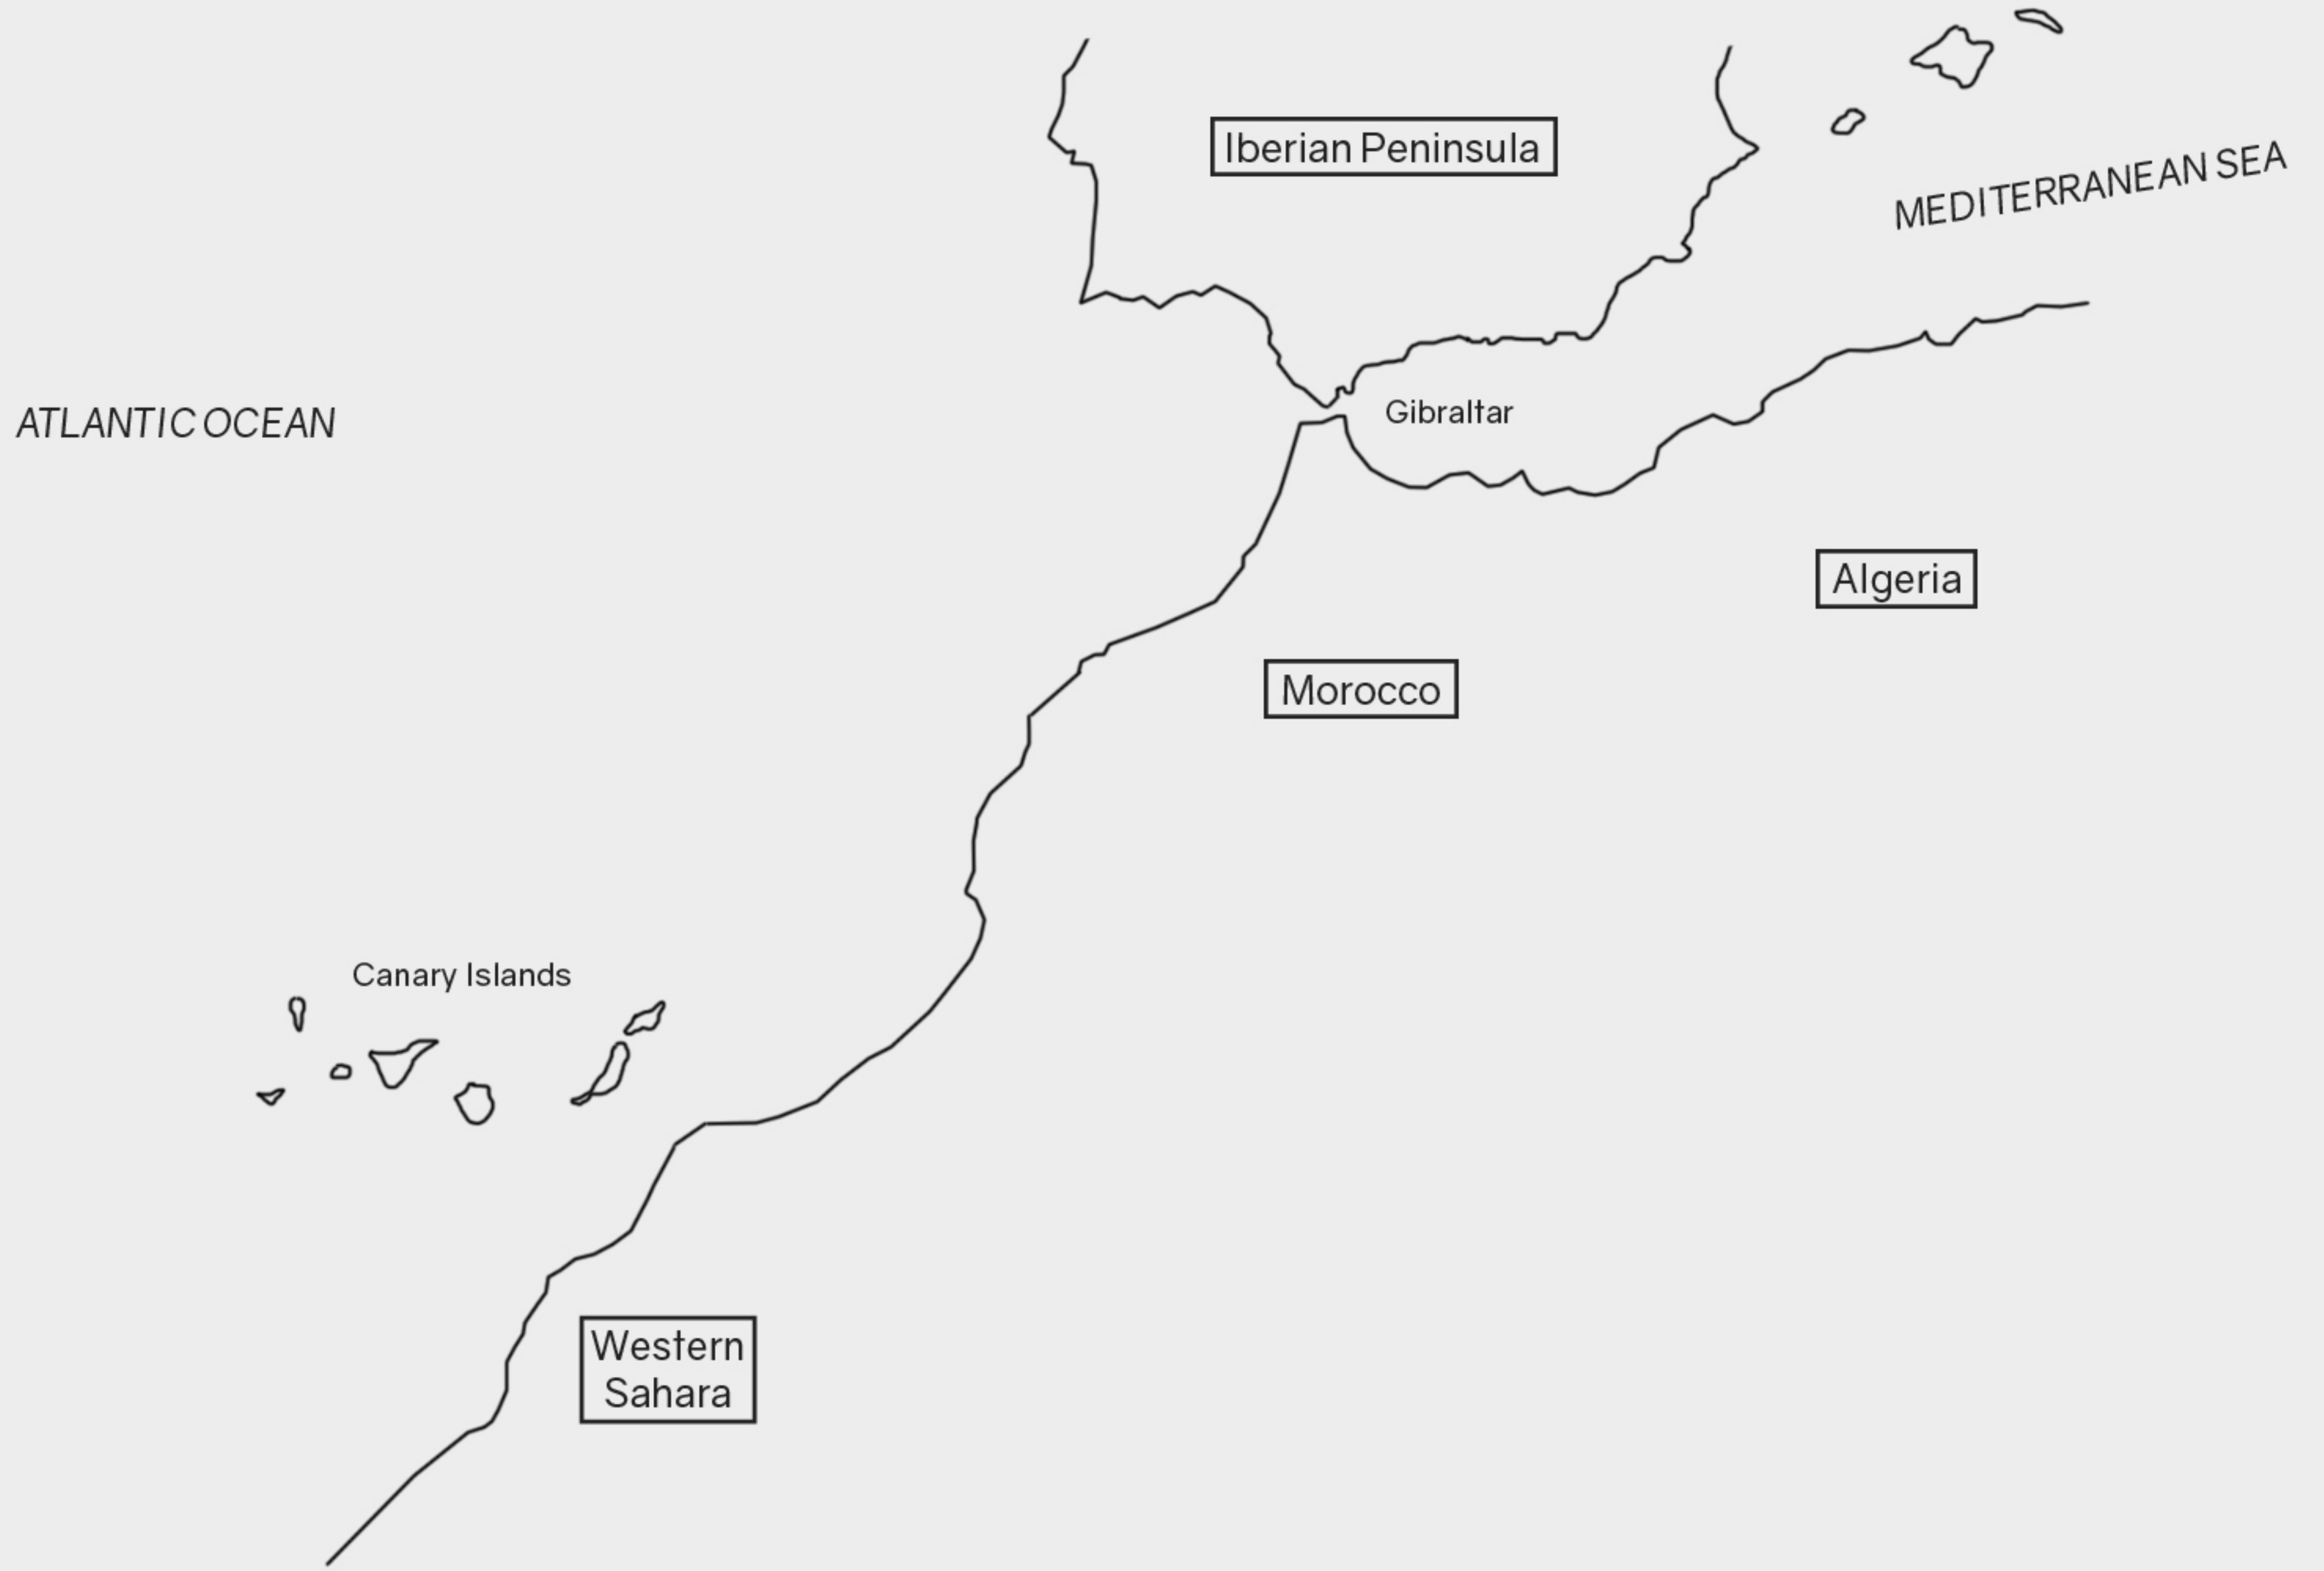 Iberian Peninsula
MEDITERRANEAN SEA
ATLANTIC OCEAN
Gibraltar
Algeria
Morocco
Canary Islands
Western
Sahara